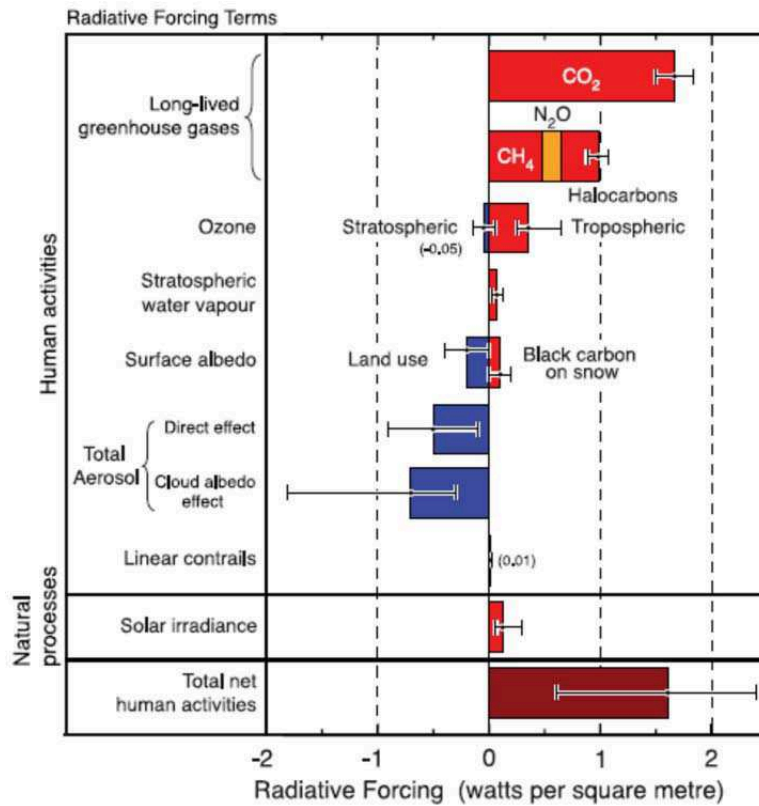 Radiative Forcing Terms
Human activities
Long-lived
greenhouse gases
CO₂
N₂O
CH₄
Halocarbons
Ozone
Stratospheric
(-0.05)
Tropospheric
Stratospheric
water vapour
Surface albedo
Land use
Black carbon
on snow
Total
Aerosol
Direct effect
Cloud albedo
effect
Linear contrails
(0.01)
Natural
processes
Solar irradiance
Total net
human activities
-2 -1 0 1 2
Radiative Forcing (watts per square metre)